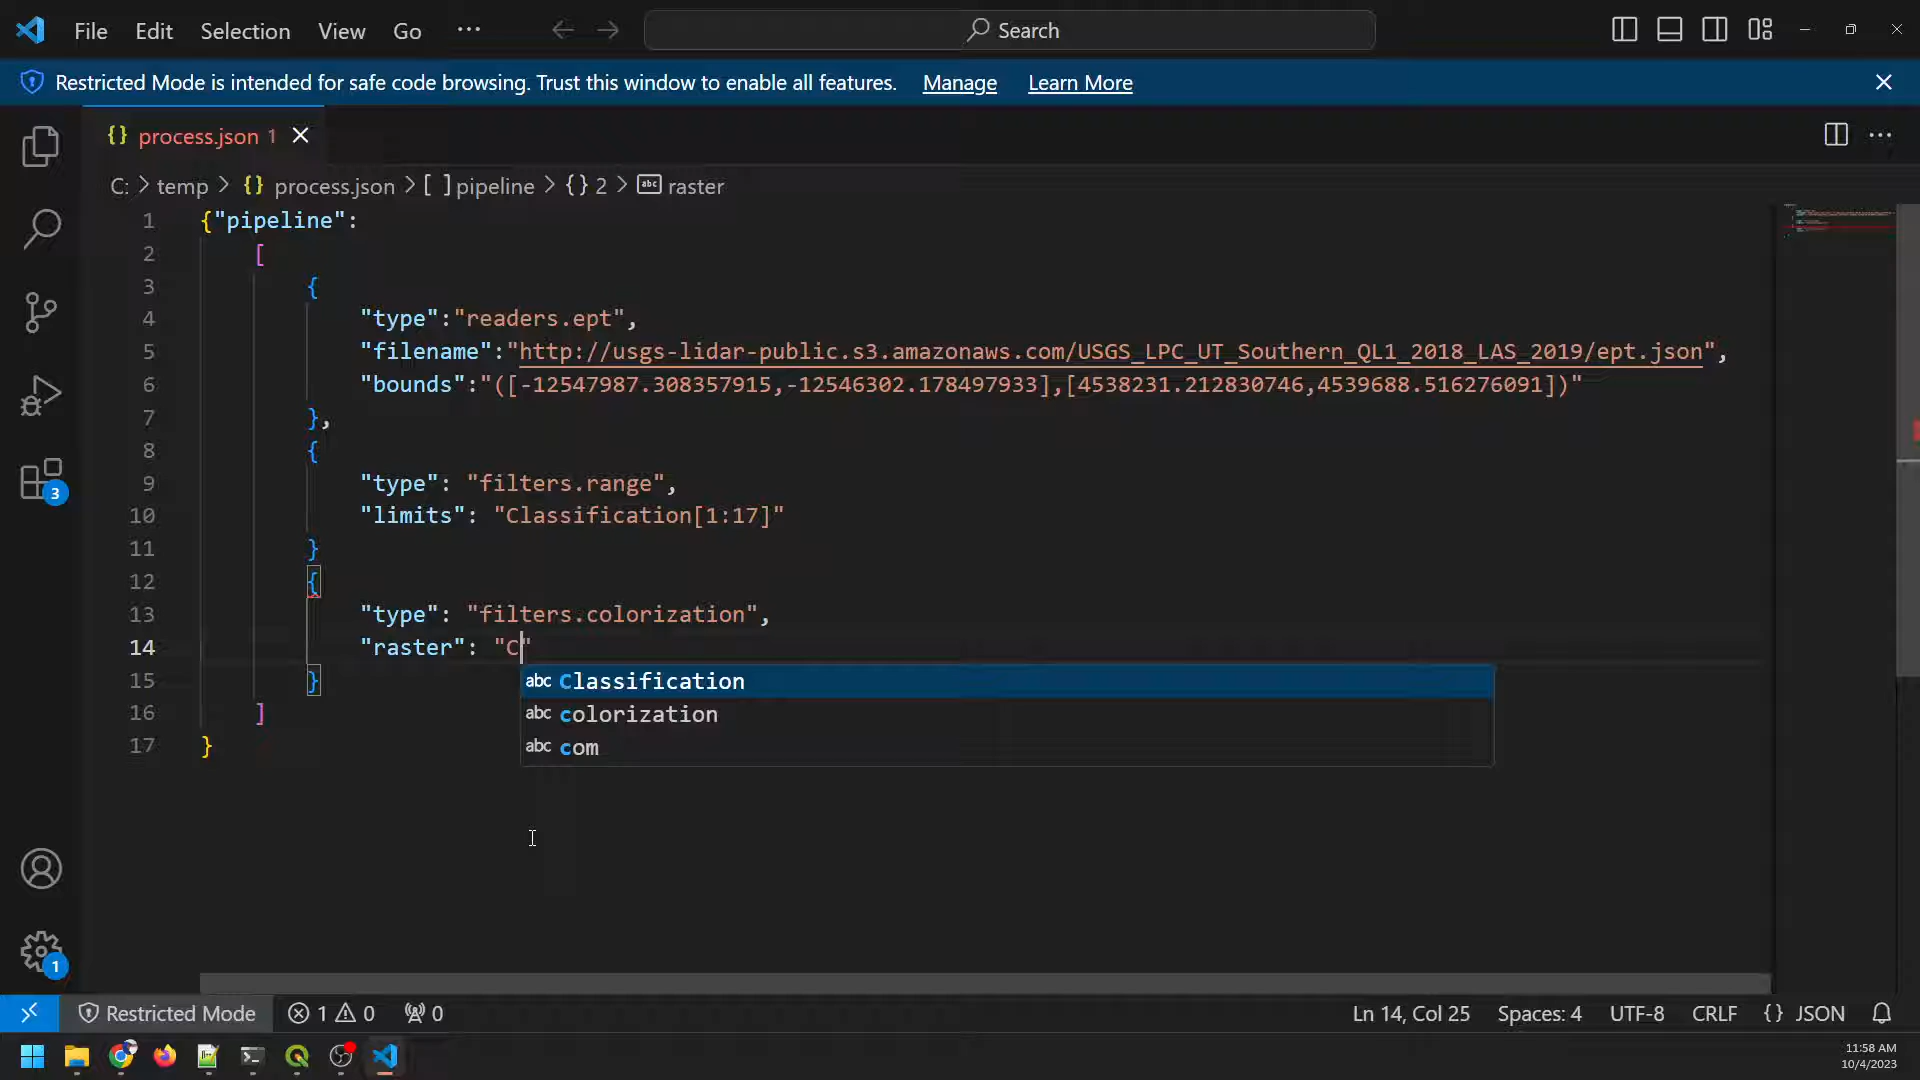 File Edit Selection View Go ··· Search
Restricted Mode is intended for safe code browsing. Trust this window to enable all features. Manage Learn More
{} process.json 1
C: > temp > {} process.json > [ ] pipeline > {} 2 > abc raster
1 {"pipeline":
2 [
3 {
4 "type":"readers.ept",
5 "filename":"http://usgs-lidar-public.s3.amazonaws.com/USGS_LPC_UT_Southern_QL1_2018_LAS_2019/ept.json",
6 "bounds":"([-12547987.308357915,-12546302.178497933],[4538231.212830746,4539688.516276091])"
7 },
8 {
9 "type": "filters.range",
10 "limits": "Classification[1:17]"
11 }
12 {
13 "type": "filters.colorization",
14 "raster": "C"
abc Classification
15 }
abc colorization
16 ]
abc com
17 }
3
1
Restricted Mode 1 0 0 Ln 14, Col 25 Spaces: 4 UTF-8 CRLF {} JSON
11:58 AM
10/4/2023